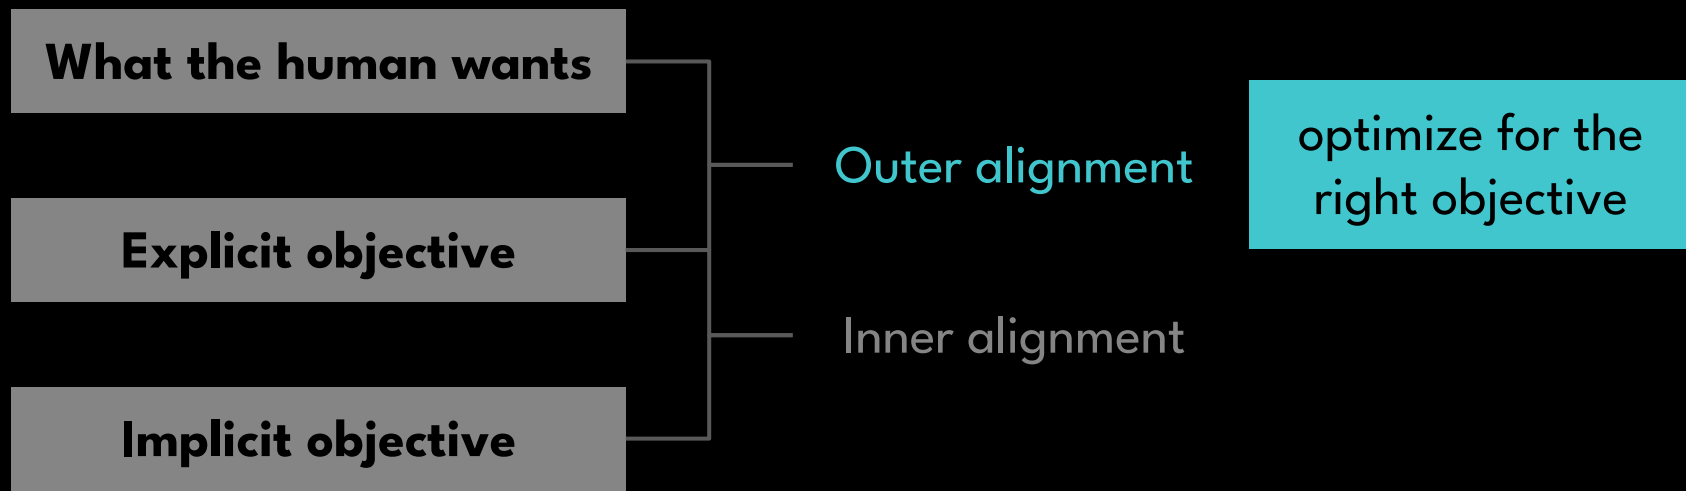 What the human wants
Outer alignment
optimize for the
right objective
Explicit objective
Inner alignment
Implicit objective